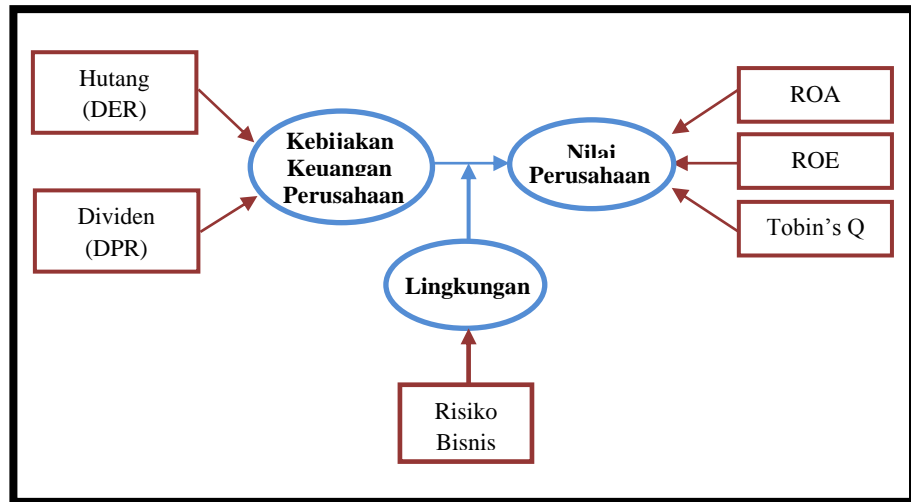 Hutang
(DER)
Dividen
(DPR)
Kebijakan
Keuangan
Perusahaan
Nilai
Perusahaan
ROA
ROE
Tobin’s Q
Lingkungan
Risiko
Bisnis